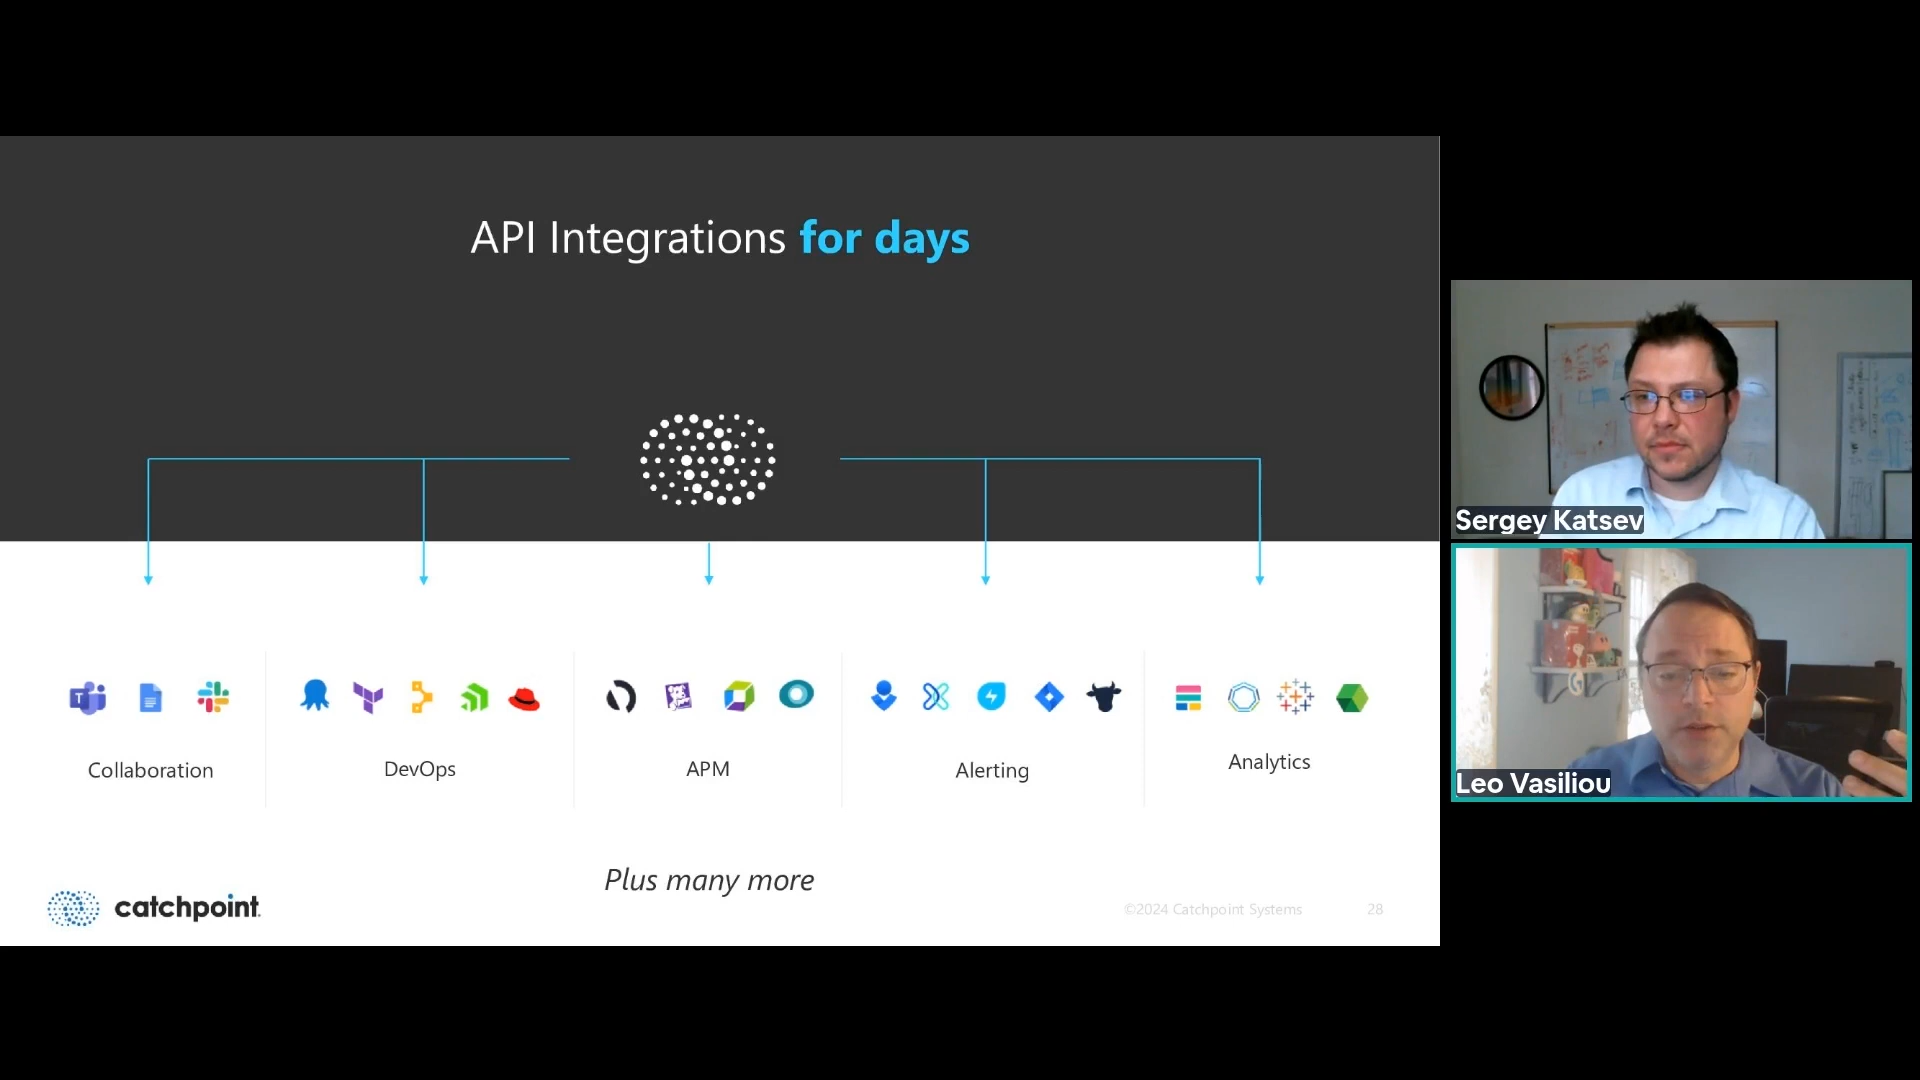 API Integrations for days
Collaboration
DevOps
APM
Alerting
Analytics
Plus many more
catchpoint.
©2024 Catchpoint Systems
28
Sergey Katsev
Leo Vasiliou